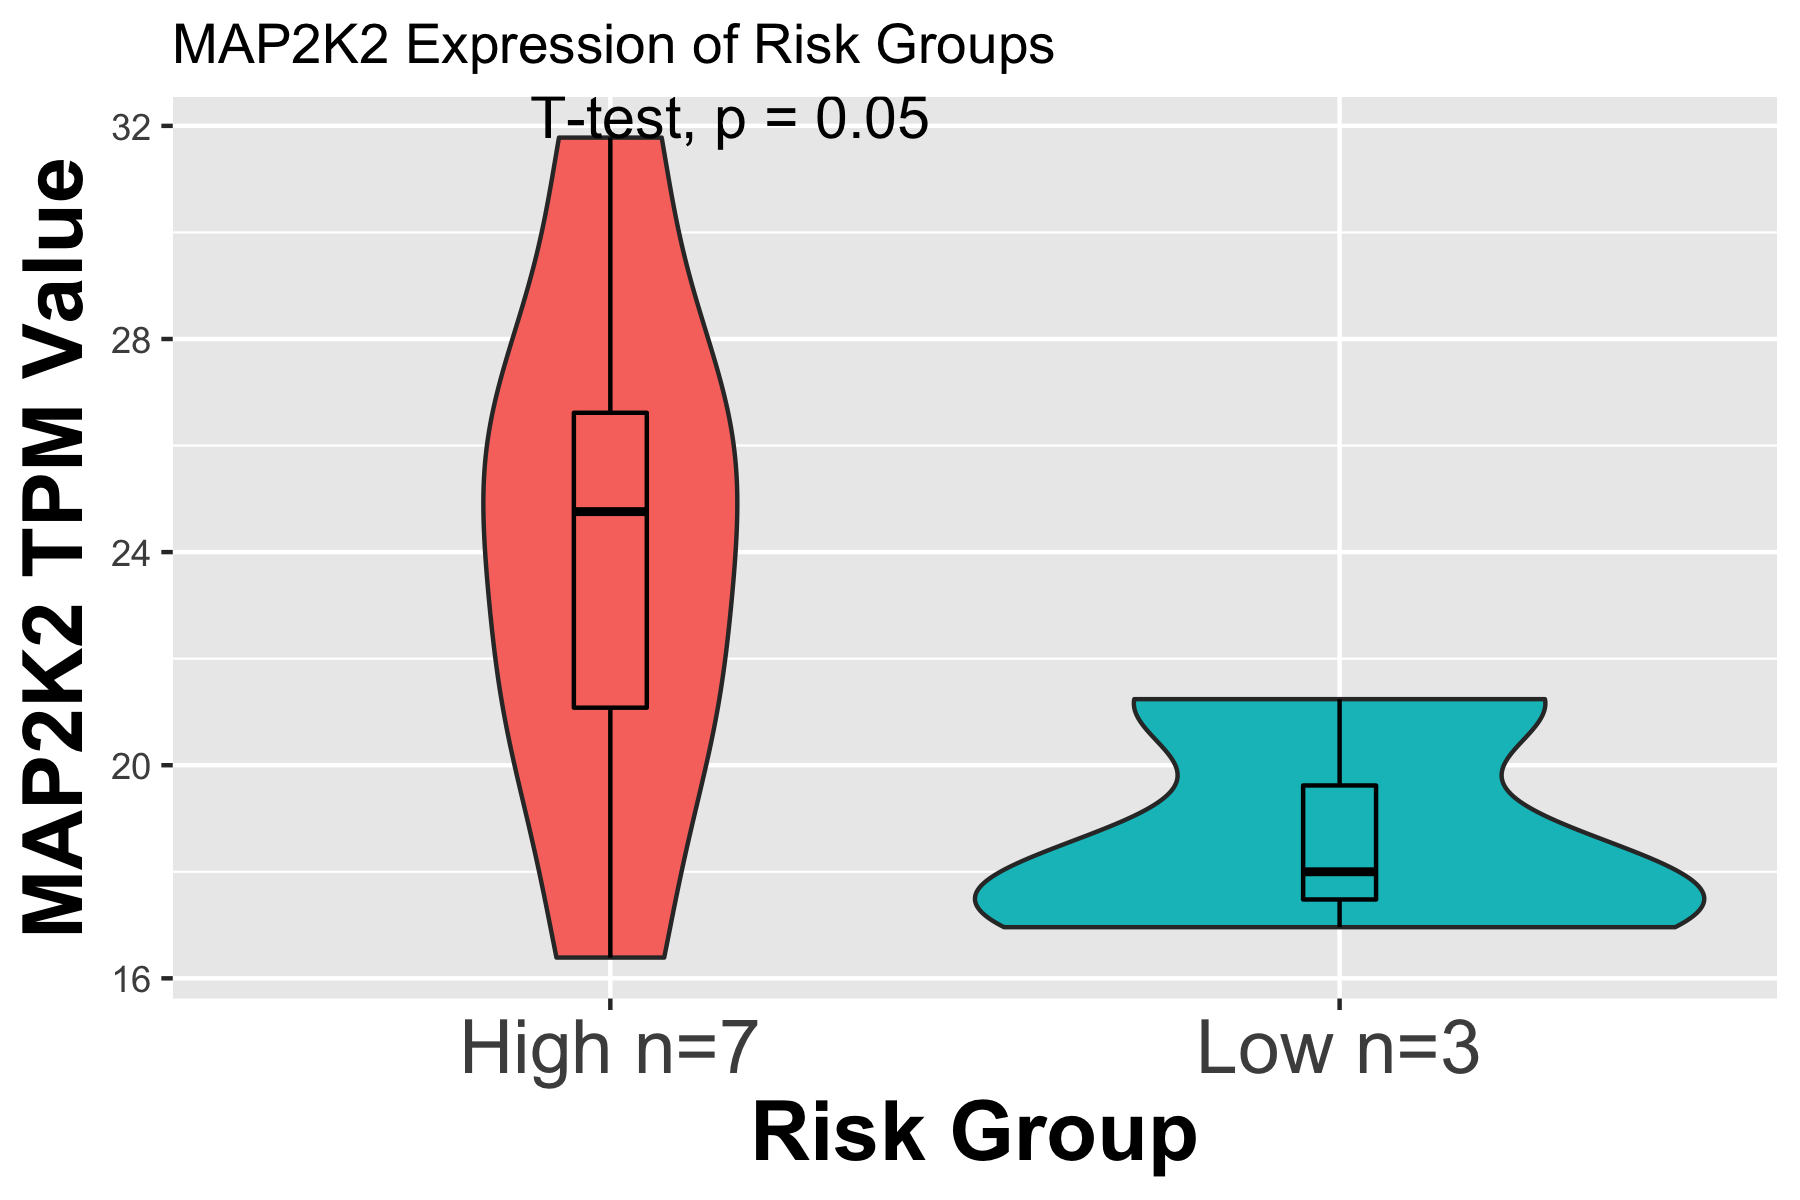 MAP2K2 Expression of Risk Groups
T-test, p = 0.05
MAP2K2 TPM Value
32
28
24
20
16
High n=7
Low n=3
Risk Group